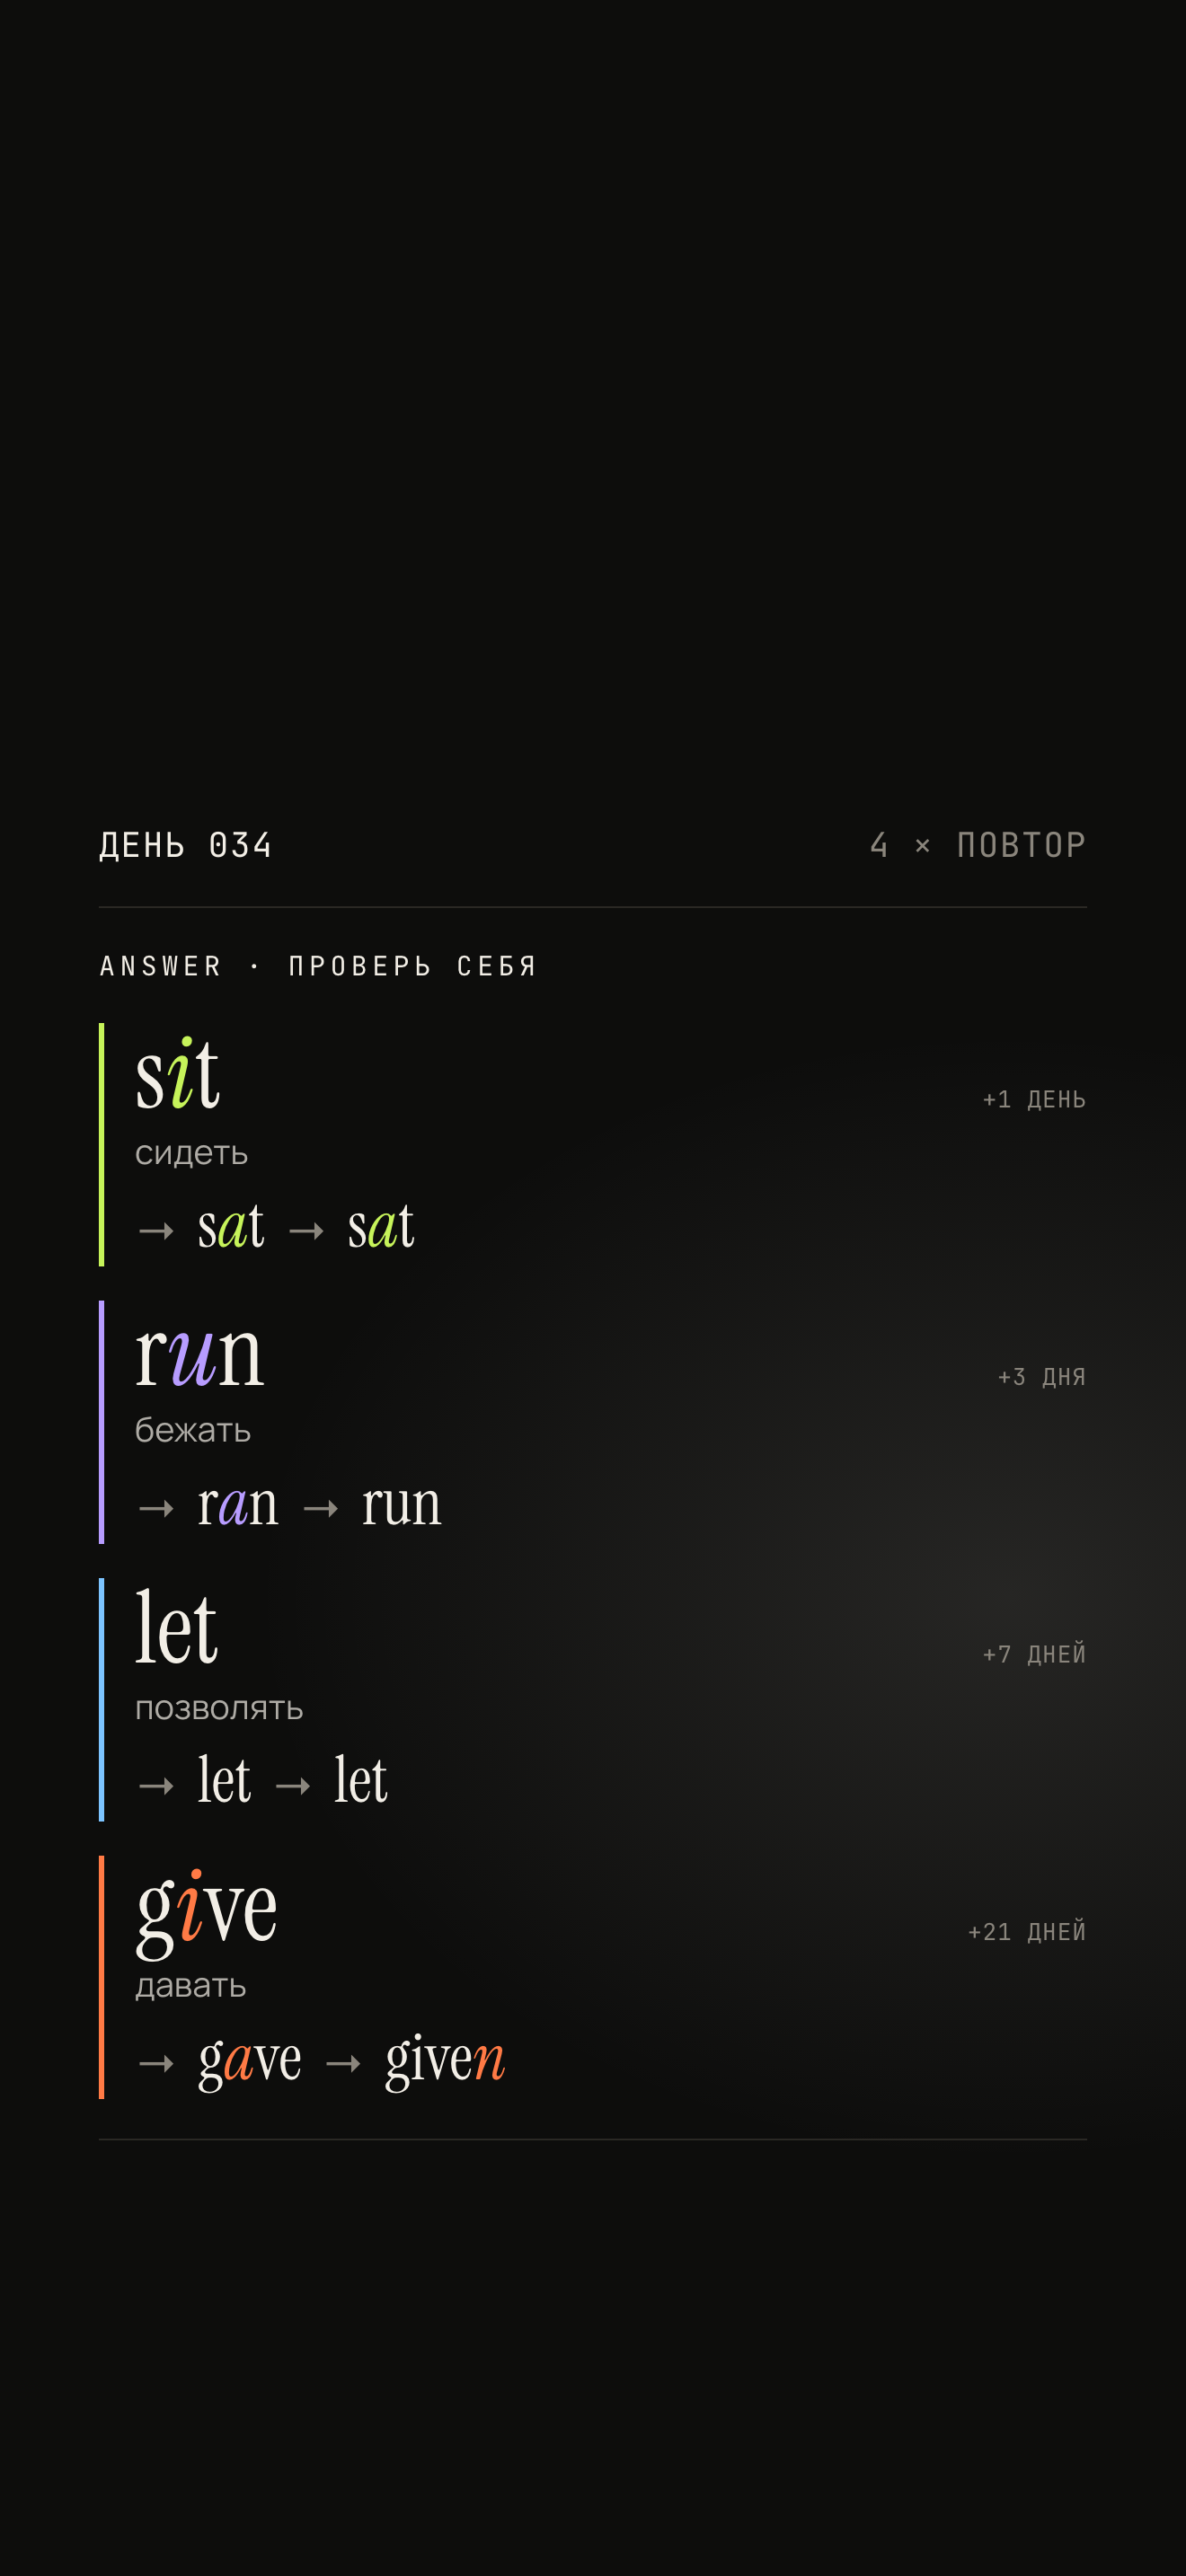 ДЕНЬ 034 4 × ПОВТОР
ANSWER · ПРОВЕРЬ СЕБЯ
sit
+1 ДЕНЬ
сидеть
→ sat → sat
run
+3 ДНЯ
бежать
→ ran → run
let
+7 ДНЕЙ
позволять
→ let → let
give
+21 ДНЕЙ
давать
→ gave → given